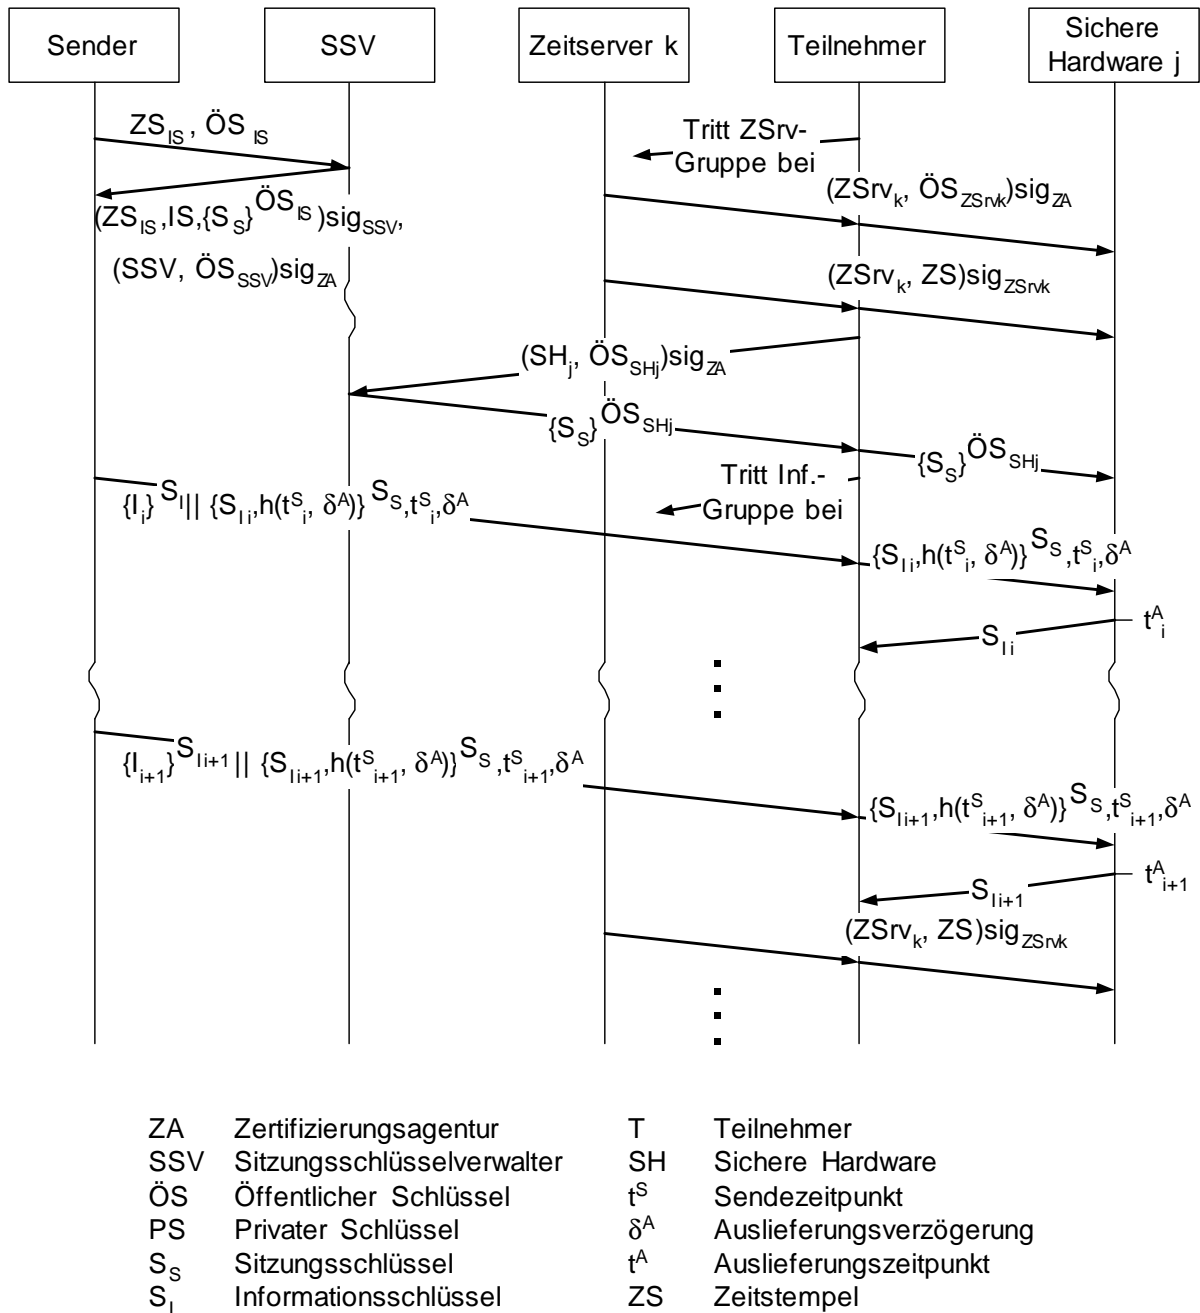 Sender
SSV
Zeitserver k
Teilnehmer
Sichere
Hardware j
ZS_IS, ÖS_IS
Tritt ZSrv-
Gruppe bei
(ZS_IS,IS,{S_S}^ÖS_IS)sig_SSV,
(ZSrv_k, ÖS_ZSrvk)sig_ZA
(SSV, ÖS_SSV)sig_ZA
(ZSrv_k, ZS)sig_ZSrvk
(SH_j, ÖS_SHj)sig_ZA
{S_S}^ÖS_SHj
{S_S}^ÖS_SHj
Tritt Inf.-
Gruppe bei
{I_i}^S_I|| {S_Ii,h(t^S_i, δ^A)}^S_S,t^S_i,δ^A
{S_Ii,h(t^S_i, δ^A)}^S_S,t^S_i,δ^A
t^A_i
S_Ii
{I_i+1}^S_Ii+1|| {S_Ii+1,h(t^S_i+1, δ^A)}^S_S,t^S_i+1,δ^A
{S_Ii+1,h(t^S_i+1, δ^A)}^S_S,t^S_i+1,δ^A
t^A_i+1
S_Ii+1
(ZSrv_k, ZS)sig_ZSrvk
ZA Zertifizierungsagentur T Teilnehmer
SSV Sitzungsschlüsselverwalter SH Sichere Hardware
ÖS Öffentlicher Schlüssel t^S Sendezeitpunkt
PS Privater Schlüssel δ^A Auslieferungsverzögerung
S_S Sitzungsschlüssel t^A Auslieferungszeitpunkt
S_I Informationsschlüssel ZS Zeitstempel